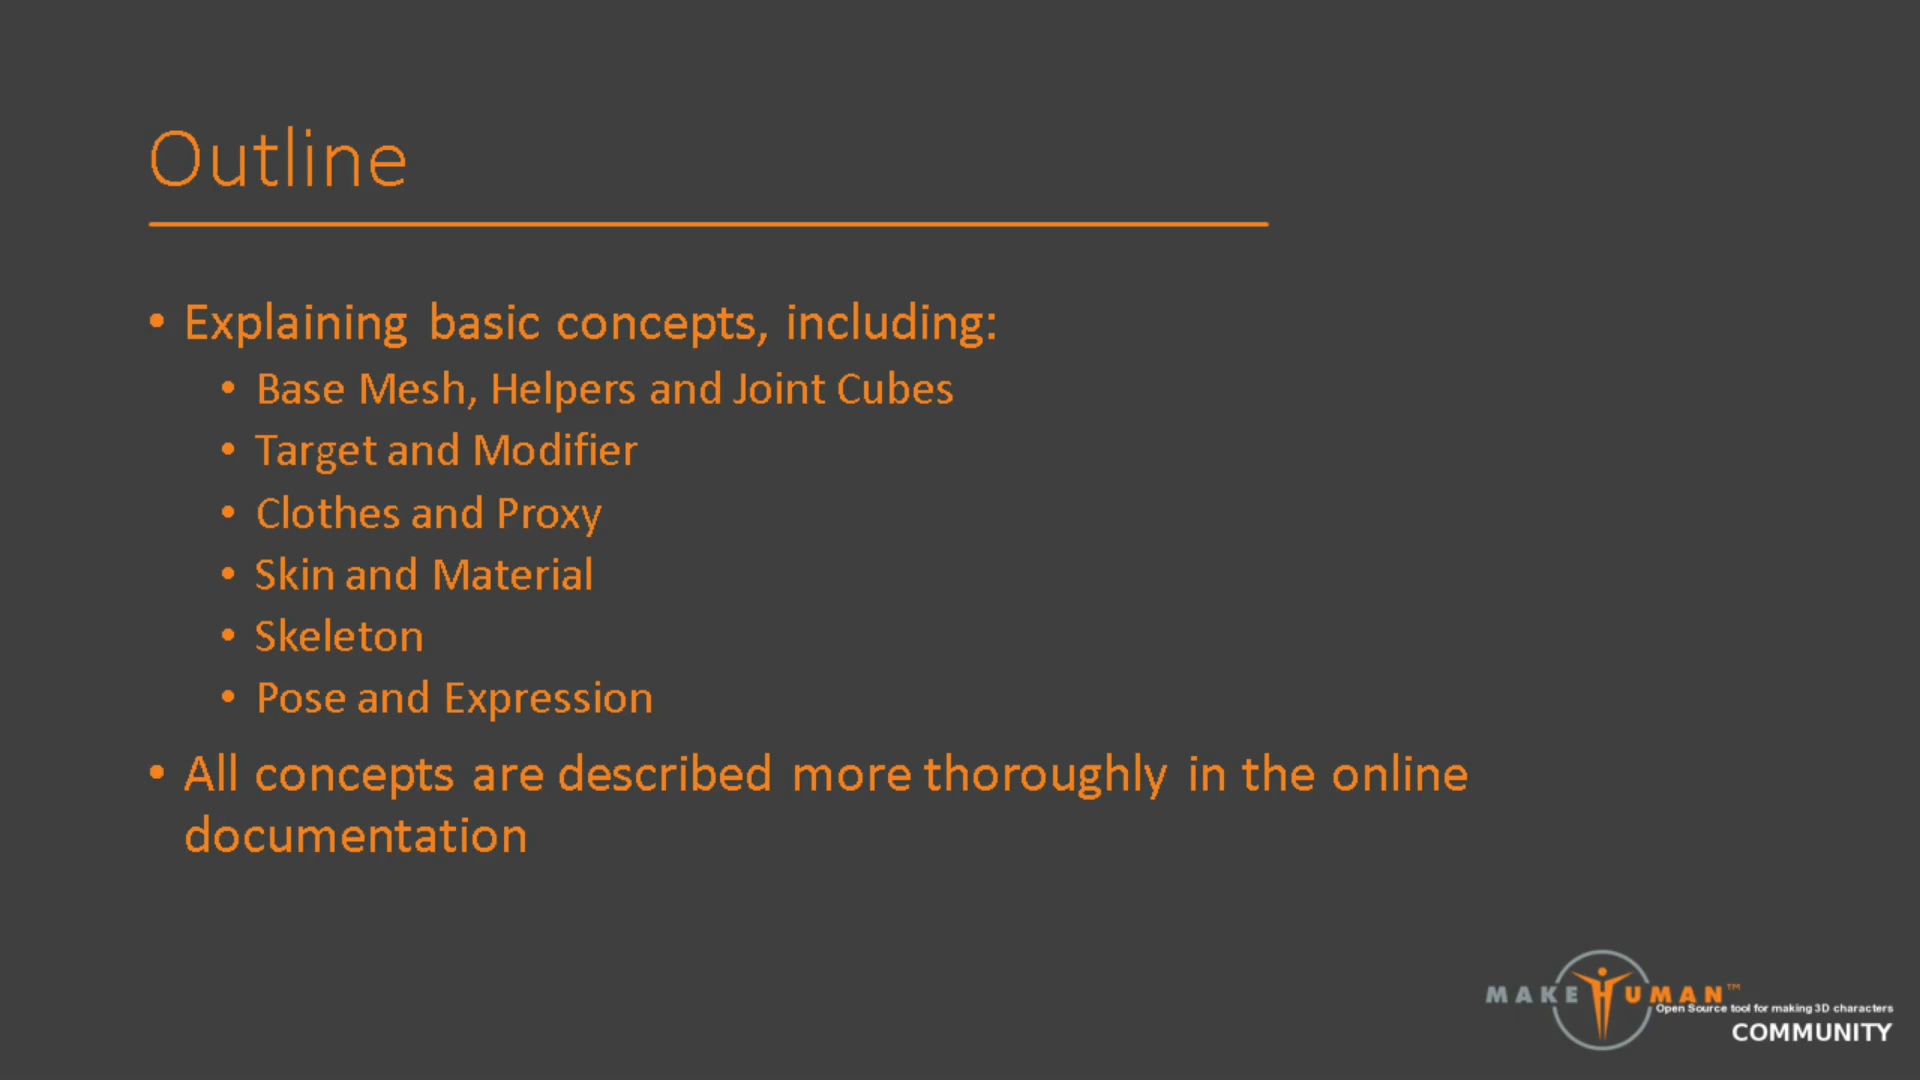 Outline
• Explaining basic concepts, including:
• Base Mesh, Helpers and Joint Cubes
• Target and Modifier
• Clothes and Proxy
• Skin and Material
• Skeleton
• Pose and Expression
• All concepts are described more thoroughly in the online
documentation
MAKEHUMAN™
Open Source tool for making 3D characters
COMMUNITY